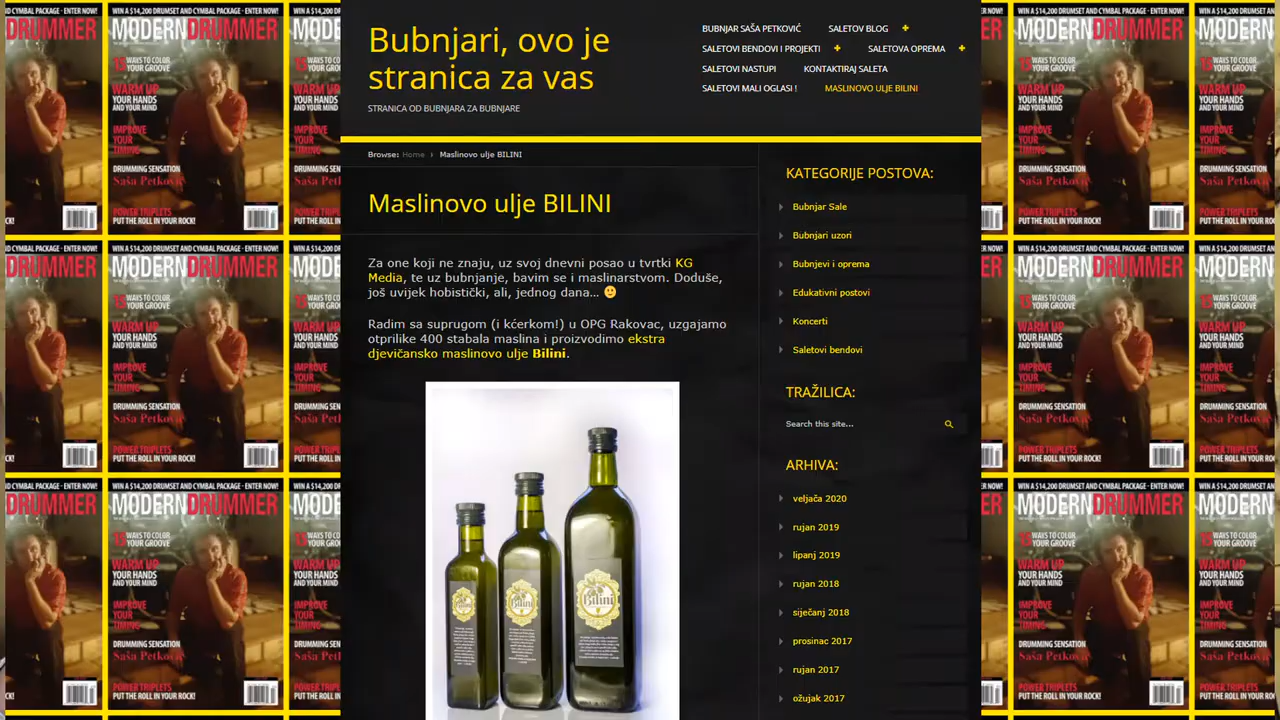 Bubnjari, ovo je
stranica za vas
STRANICA OD BUBNJARA ZA BUBNJARE
BUBNJAR SAŠA PETKOVIĆ
SALETOV BLOG +
SALETOVI BENDOVI I PROJEKTI +
SALETOVA OPREMA +
SALETOVI NASTUPI
KONTAKTIRAJ SALETA
SALETOVI MALI OGLASI !
MASLINOVO ULJE BILINI
Browse: Home › Maslinovo ulje BILINI
Maslinovo ulje BILINI
Za one koji ne znaju, uz svoj dnevni posao u tvrtki KG
Media, te uz bubnjanje, bavim se i maslinarstvom. Doduše,
još uvijek hobistički, ali, jednog dana... 🙂
Radim sa suprugom (i kćerkom!) u OPG Rakovac, uzgajamo
otprilike 400 stabala maslina i proizvodimo ekstra
djevičansko maslinovo ulje Bilini.
Bilini
Bilini
KATEGORIJE POSTOVA:
Bubnjar Sale
Bubnjari uzori
Bubnjevi i oprema
Edukativni postovi
Koncerti
Saletovi bendovi
TRAŽILICA:
Search this site...
ARHIVA:
veljača 2020
rujan 2019
lipanj 2019
rujan 2018
siječanj 2018
prosinac 2017
rujan 2017
ožujak 2017
WIN A $14,200 DRUMSET AND CYMBAL PACKAGE - ENTER NOW!
MODERN DRUMMER
15 WAYS TO COLOR
YOUR GROOVE
WARM UP
YOUR HANDS
AND YOUR MIND
IMPROVE
YOUR
TIMING
DRUMMING SENSATION
Saša Petković
POWER TRIPLETS
PUT THE ROLL IN YOUR ROCK!